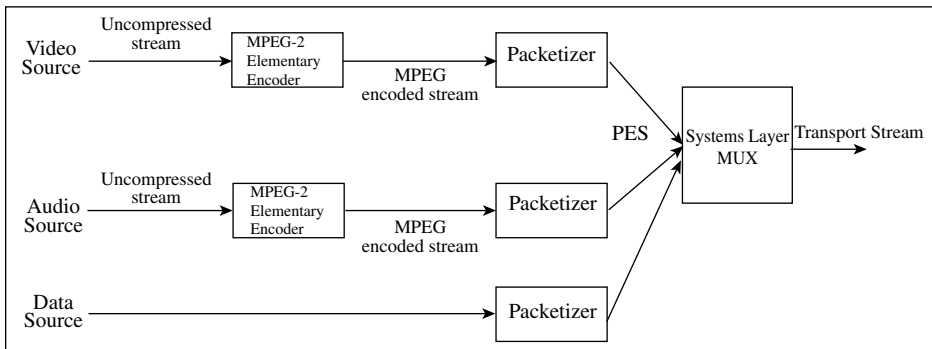 Video
Source
Uncompressed
stream
MPEG-2
Elementary
Encoder
MPEG
encoded stream
Packetizer
PES
Systems Layer
MUX
Transport Stream
Audio
Source
Uncompressed
stream
MPEG-2
Elementary
Encoder
MPEG
encoded stream
Packetizer
Data
Source
Packetizer